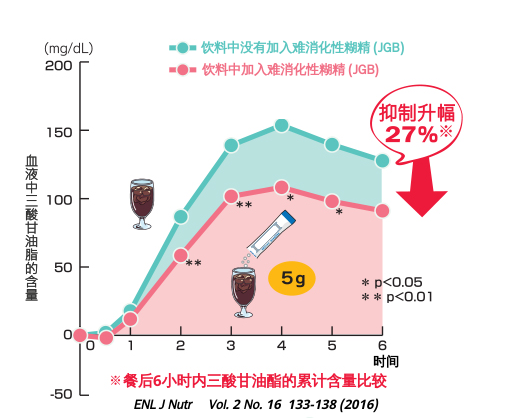 (mg/dL)
饮料中没有加入难消化性糊精 (JGB)
饮料中加入难消化性糊精 (JGB)
200
150
100
50
0
-50
血液中三酸甘油脂的含量
抑制升幅
27%※
**
**
*
*
5g
* p<0.05
** p<0.01
0 1 2 3 4 5 6
时间
※餐后6小时内三酸甘油酯的累计含量比较
ENL J Nutr Vol. 2 No. 16 133-138 (2016)